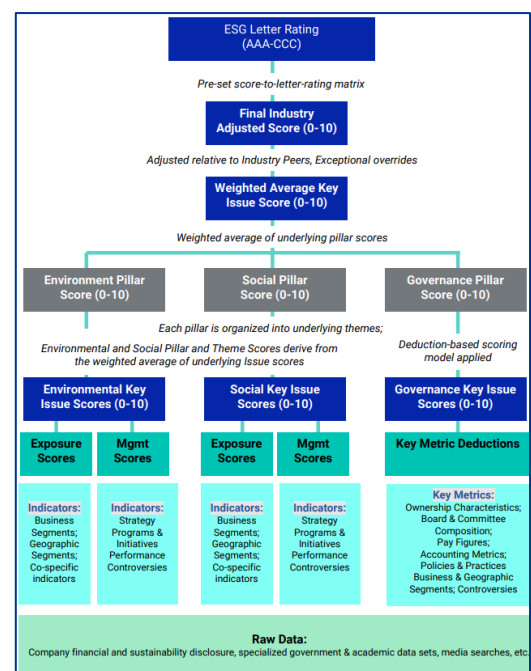 ESG Letter Rating
(AAA-CCC)
Pre-set score-to-letter-rating matrix
Final Industry
Adjusted Score (0-10)
Adjusted relative to Industry Peers, Exceptional overrides
Weighted Average Key
Issue Score (0-10)
Weighted average of underlying pillar scores
Environment Pillar
Score (0-10)
Social Pillar
Score (0-10)
Governance Pillar
Score (0-10)
Each pillar is organized into underlying themes;
Environmental and Social Pillar and Theme Scores derive from
the weighted average of underlying Issue scores
Deduction-based scoring
model applied
Environmental Key
Issue Scores (0-10)
Social Key Issue
Scores (0-10)
Governance Key Issue
Scores (0-10)
Exposure
Scores
Mgmt
Scores
Exposure
Scores
Mgmt
Scores
Key Metric Deductions
Indicators:
Business
Segments;
Geographic
Segments;
Co-specific
indicators
Indicators:
Strategy
Programs &
Initiatives
Performance
Controversies
Indicators:
Business
Segments;
Geographic
Segments;
Co-specific
indicators
Indicators:
Strategy
Programs &
Initiatives
Performance
Controversies
Key Metrics:
Ownership Characteristics;
Board & Committee
Composition;
Pay Figures;
Accounting Metrics;
Policies & Practices
Business & Geographic
Segments; Controversies
Raw Data:
Company financial and sustainability disclosure, specialized government & academic data sets, media searches, etc.